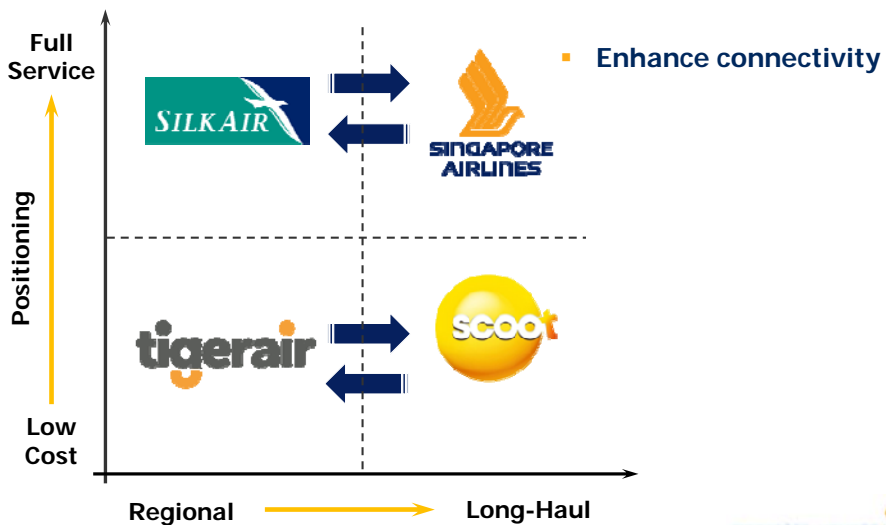 Full
Service
▪ Enhance connectivity
SILKAIR
SINGAPORE
AIRLINES
Positioning
tigerair
scoot
Low
Cost
Regional
Long-Haul